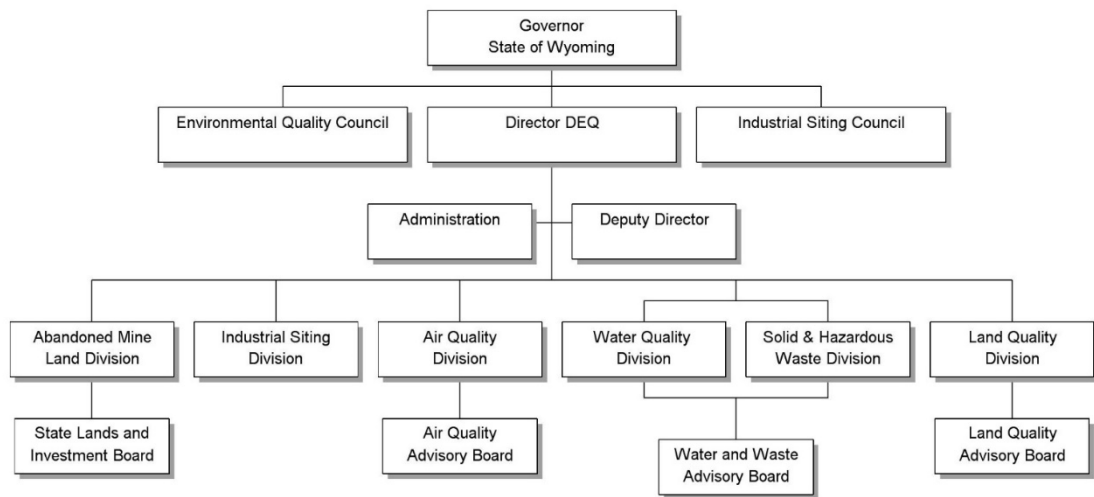 Governor
State of Wyoming
Environmental Quality Council
Director DEQ
Industrial Siting Council
Administration
Deputy Director
Abandoned Mine
Land Division
Industrial Siting
Division
Air Quality
Division
Water Quality
Division
Solid & Hazardous
Waste Division
Land Quality
Division
State Lands and
Investment Board
Air Quality
Advisory Board
Water and Waste
Advisory Board
Land Quality
Advisory Board